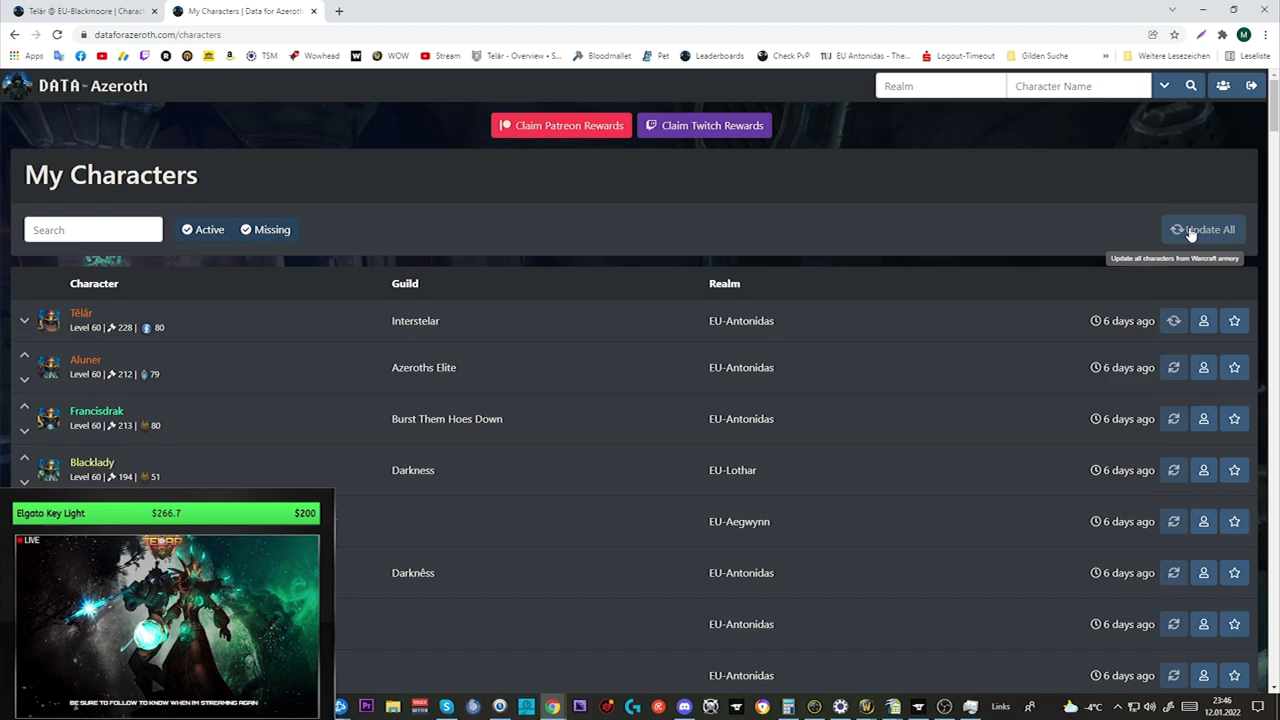 Telár @ EU-Blackmoore | Charact
My Characters | Data for Azeroth
dataforazeroth.com/characters
Apps
TSM
Wowhead
WOW
Stream
Telár - Overview • S...
Bloodmallet
Pet
Leaderboards
Check PvP
EU Antonidas - The...
Logout-Timeout
Gilden Suche
»
Weitere Lesezeichen
Leseliste
DATA for Azeroth
Realm
Character Name
Claim Patreon Rewards
Claim Twitch Rewards
My Characters
Search
Active
Missing
Update All
Update all characters from Warcraft armory
Character
Guild
Realm
Têlâr
Level 60 | 228 | 80
Interstelar
EU-Antonidas
6 days ago
Aluner
Level 60 | 212 | 79
Azeroths Elite
EU-Antonidas
6 days ago
Francisdrak
Level 60 | 213 | 80
Burst Them Hoes Down
EU-Antonidas
6 days ago
Blacklady
Level 60 | 194 | 51
Darkness
EU-Lothar
6 days ago
EU-Aegwynn
6 days ago
Darknêss
EU-Antonidas
6 days ago
EU-Antonidas
6 days ago
EU-Antonidas
6 days ago
Elgato Key Light
$266.7
$200
LIVE
TELAR
BE SURE TO FOLLOW TO KNOW WHEN I'M STREAMING AGAIN
Links
-4°C
23:46
12.01.2022